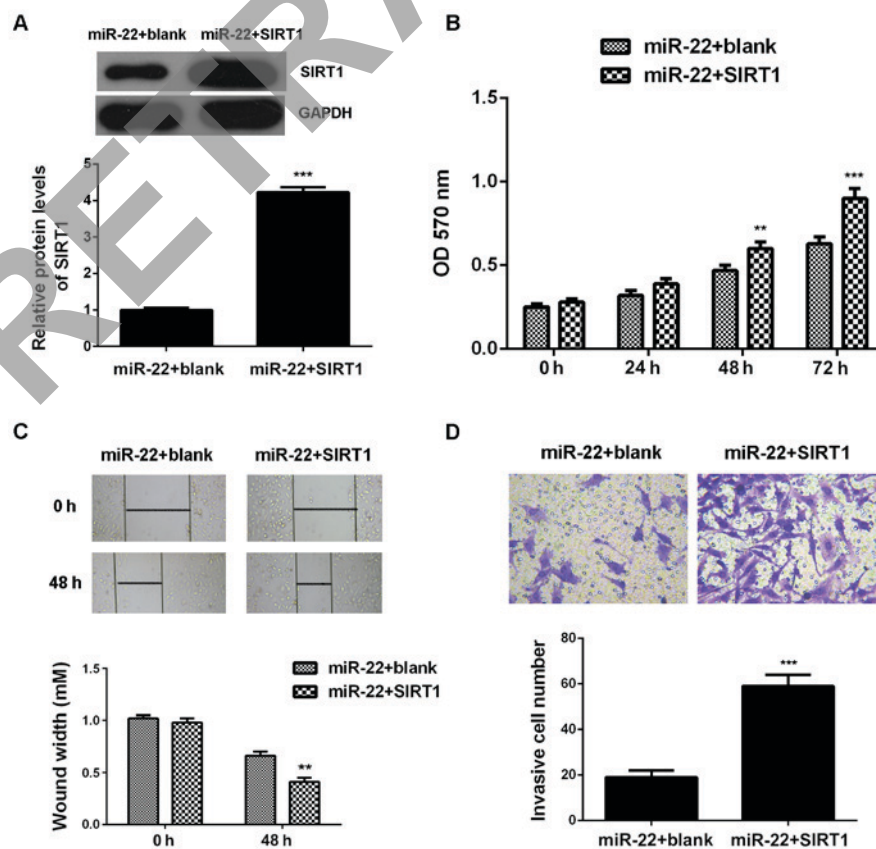 A
miR-22+blank miR-22+SIRT1
SIRT1
GAPDH
Relative protein levels
of SIRT1
5
4
3
2
1
0
***
miR-22+blank miR-22+SIRT1
B
miR-22+blank
miR-22+SIRT1
OD 570 nm
1.5
1.0
0.5
0.0
**
***
0 h 24 h 48 h 72 h
C
miR-22+blank miR-22+SIRT1
0 h
48 h
miR-22+blank
miR-22+SIRT1
Wound width (mM)
1.5
1.0
0.5
0.0
**
0 h 48 h
D
miR-22+blank miR-22+SIRT1
Invasive cell number
80
60
40
20
0
***
miR-22+blank miR-22+SIRT1
RETRA